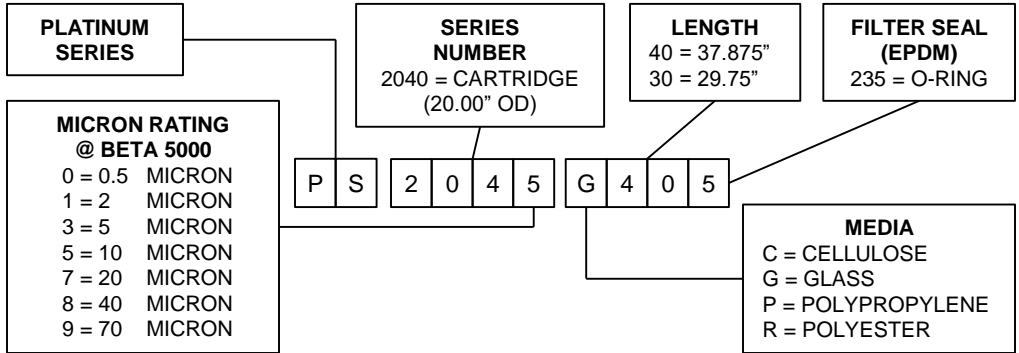 PLATINUM
SERIES
SERIES
NUMBER
2040 = CARTRIDGE
(20.00” OD)
LENGTH
40 = 37.875”
30 = 29.75”
FILTER SEAL
(EPDM)
235 = O-RING
MICRON RATING
@ BETA 5000
0 = 0.5 MICRON
1 = 2 MICRON
3 = 5 MICRON
5 = 10 MICRON
7 = 20 MICRON
8 = 40 MICRON
9 = 70 MICRON
P S 2 0 4 5 G 4 0 5
MEDIA
C = CELLULOSE
G = GLASS
P = POLYPROPYLENE
R = POLYESTER